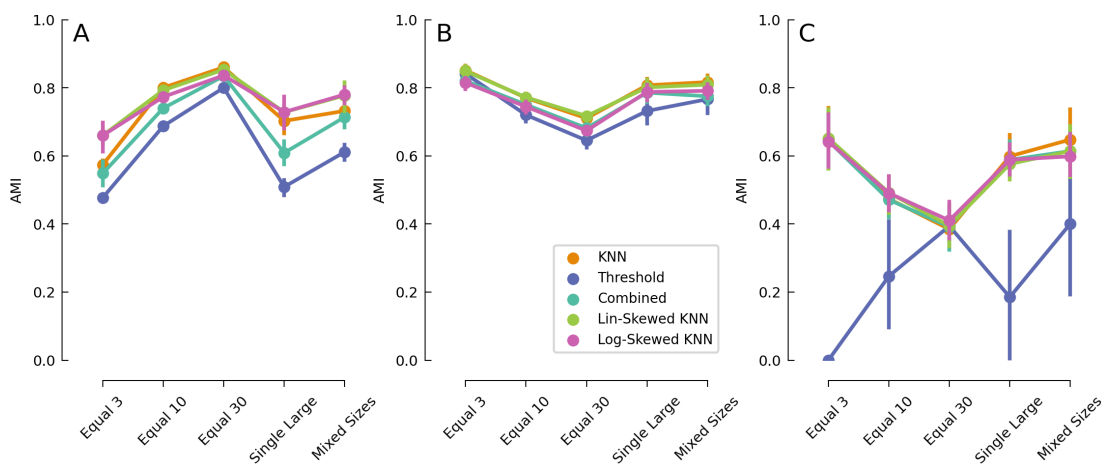 A
AMI
1.0
0.8
0.6
0.4
0.2
0.0
Equal 3
Equal 10
Equal 30
Single Large
Mixed Sizes
B
AMI
1.0
0.8
0.6
0.4
0.2
0.0
KNN
Threshold
Combined
Lin-Skewed KNN
Log-Skewed KNN
Equal 3
Equal 10
Equal 30
Single Large
Mixed Sizes
C
AMI
1.0
0.8
0.6
0.4
0.2
0.0
Equal 3
Equal 10
Equal 30
Single Large
Mixed Sizes